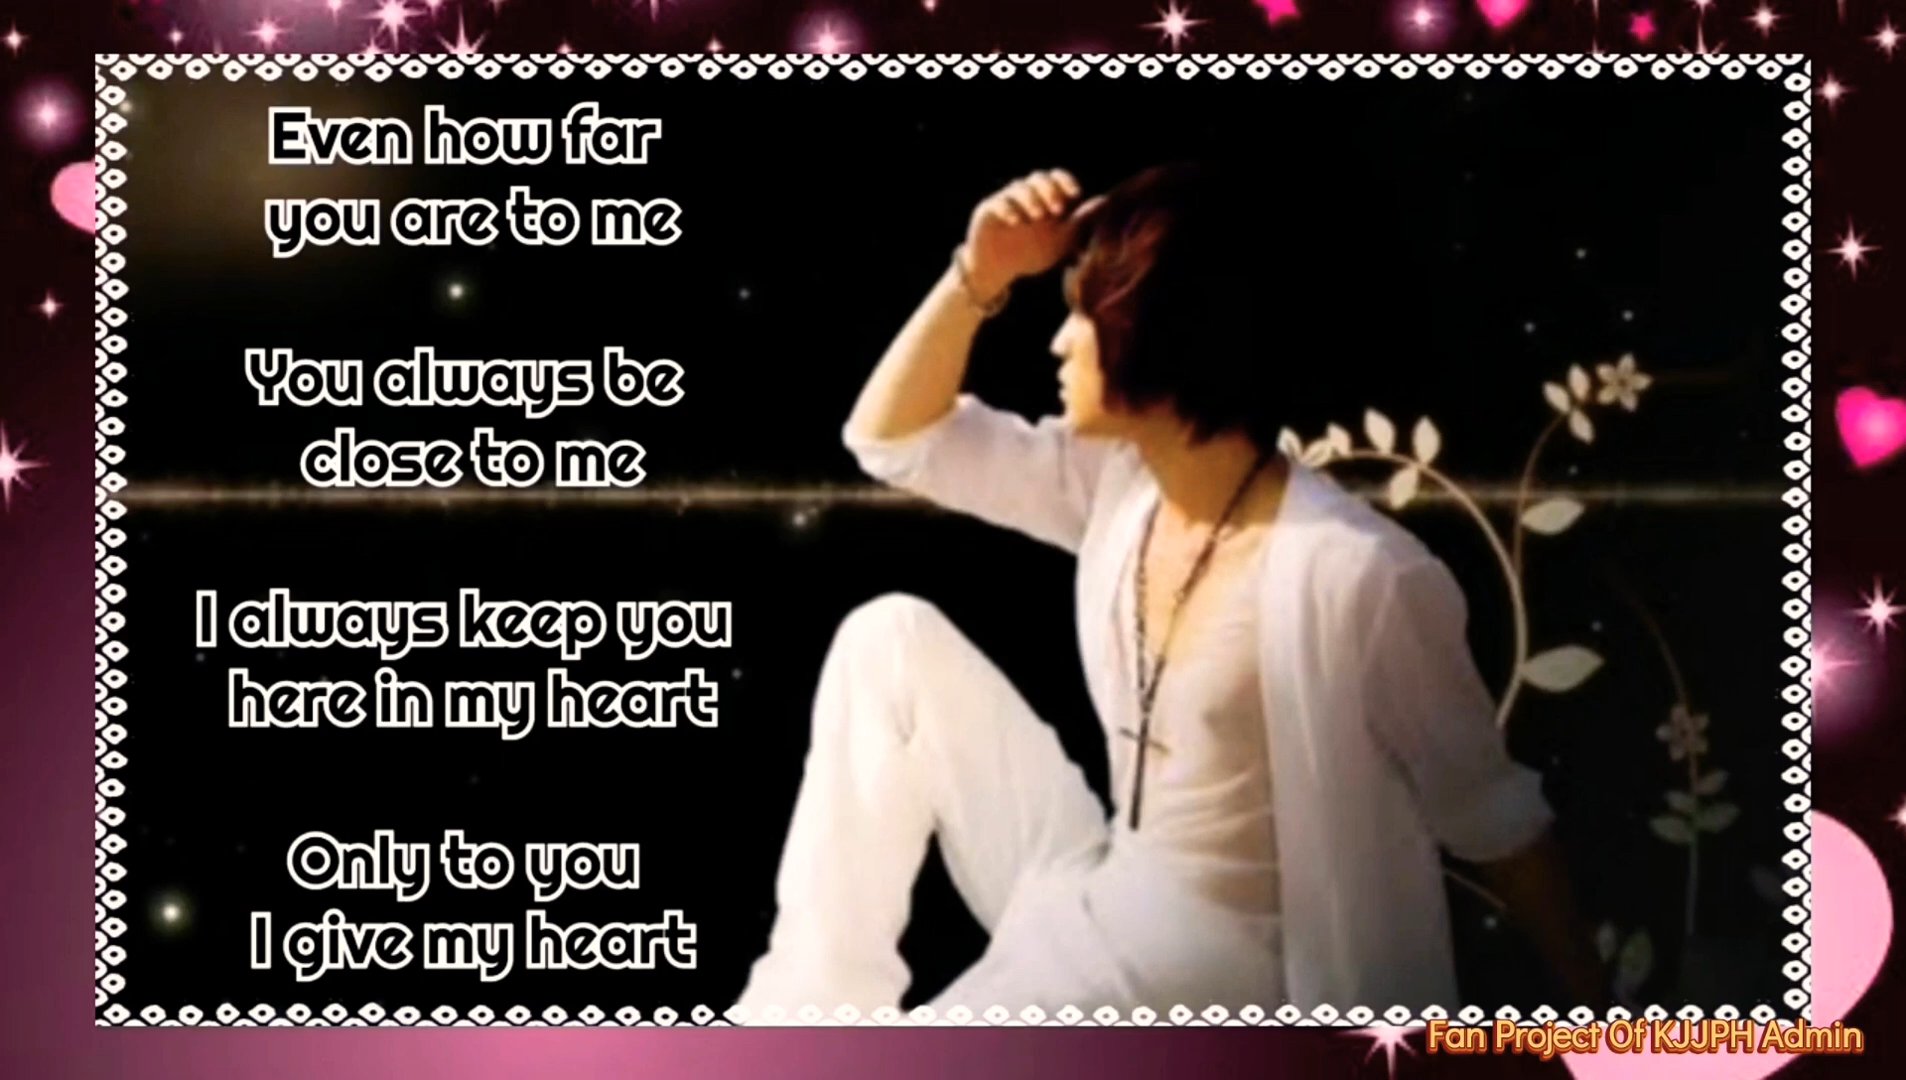 Even how far
you are to me
You always be
close to me
I always keep you
here in my heart
Only to you
I give my heart
Fan Project Of KJJPH Admin